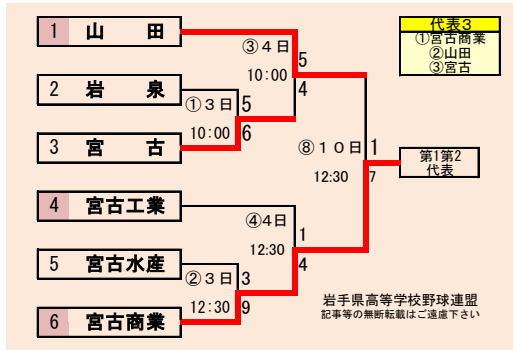 代表3
①宮古商業
②山田
③宮古
1 山 田
③4日 5
10:00 4
2 岩 泉
①3日 5
10:00 6
3 宮 古
⑧10日 1
12:30 7
第1第2
代表
4 宮古工業
④4日 1
12:30 4
5 宮古水産
②3日 3
12:30 9
6 宮古商業
岩手県高等学校野球連盟
記事等の無断転載はご遠慮下さい